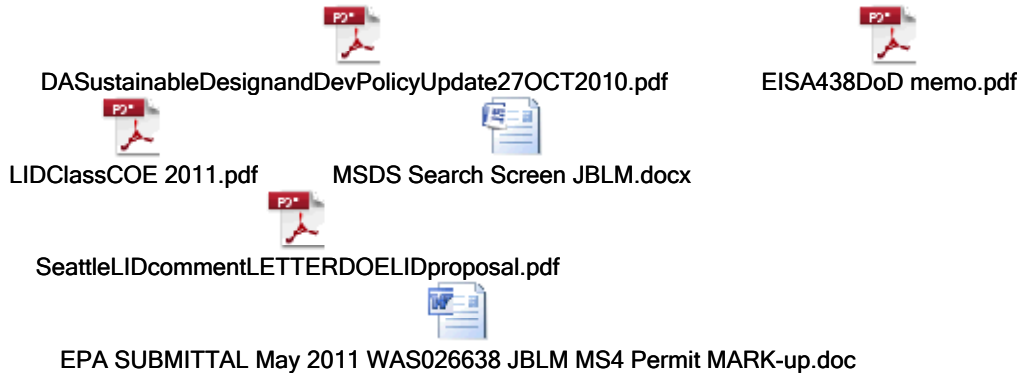 DASustainableDesignandDevPolicyUpdate27OCT2010.pdf EISA438DoD memo.pdf
LIDClassCOE 2011.pdf MSDS Search Screen JBLM.docx
SeattleLIDcommentLETTERDOELIDproposal.pdf
EPA SUBMITTAL May 2011 WAS026638 JBLM MS4 Permit MARK-up.doc